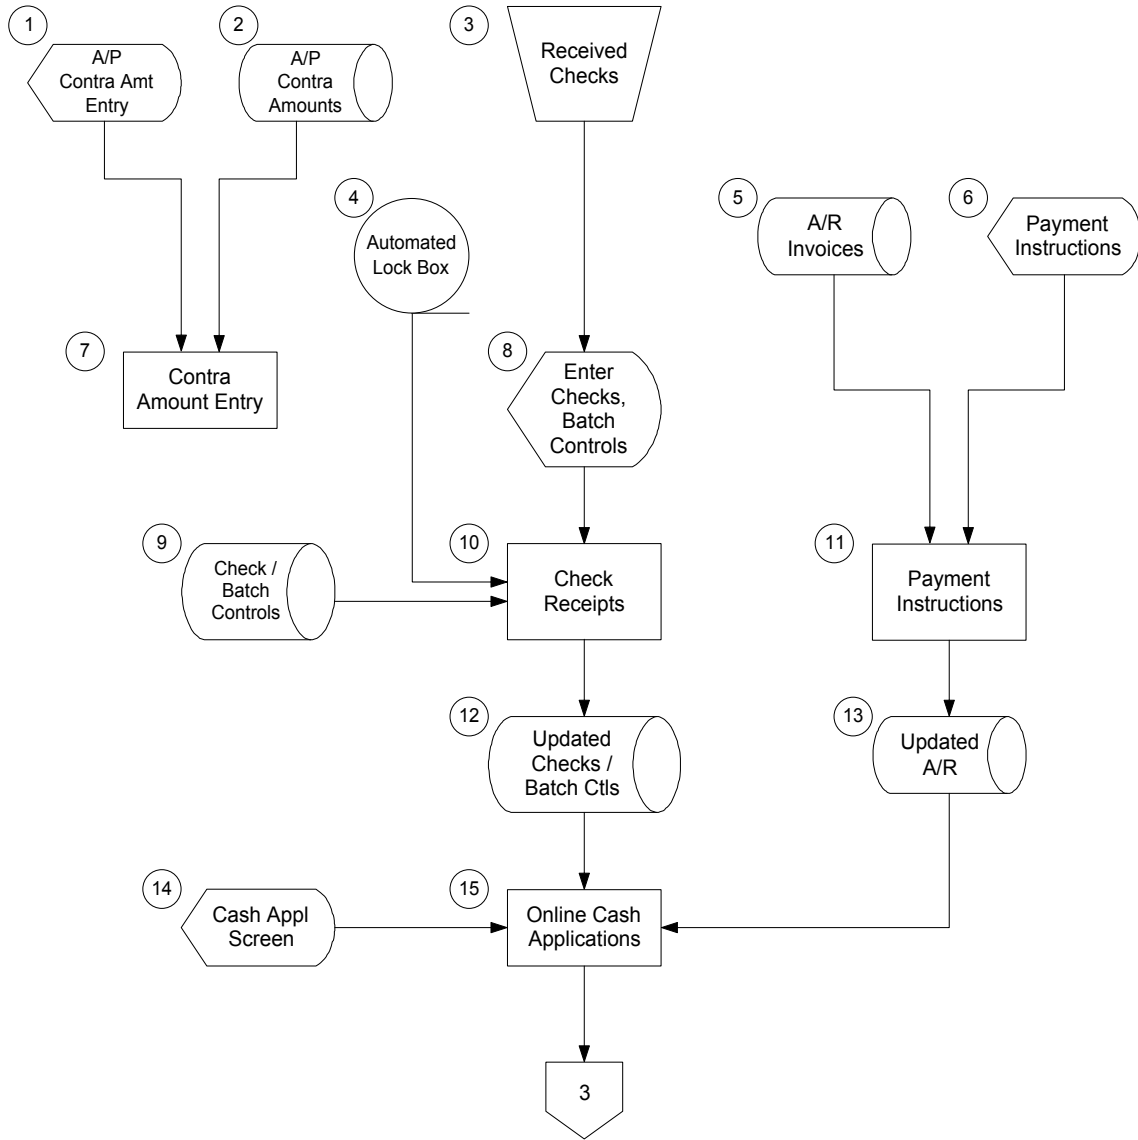 1
A/P
Contra Amt
Entry
2
A/P
Contra
Amounts
3
Received
Checks
4
Automated
Lock Box
5
A/R
Invoices
6
Payment
Instructions
7
Contra
Amount Entry
8
Enter
Checks,
Batch
Controls
9
Check /
Batch
Controls
10
Check
Receipts
11
Payment
Instructions
12
Updated
Checks /
Batch Ctls
13
Updated
A/R
14
Cash Appl
Screen
15
Online Cash
Applications
3